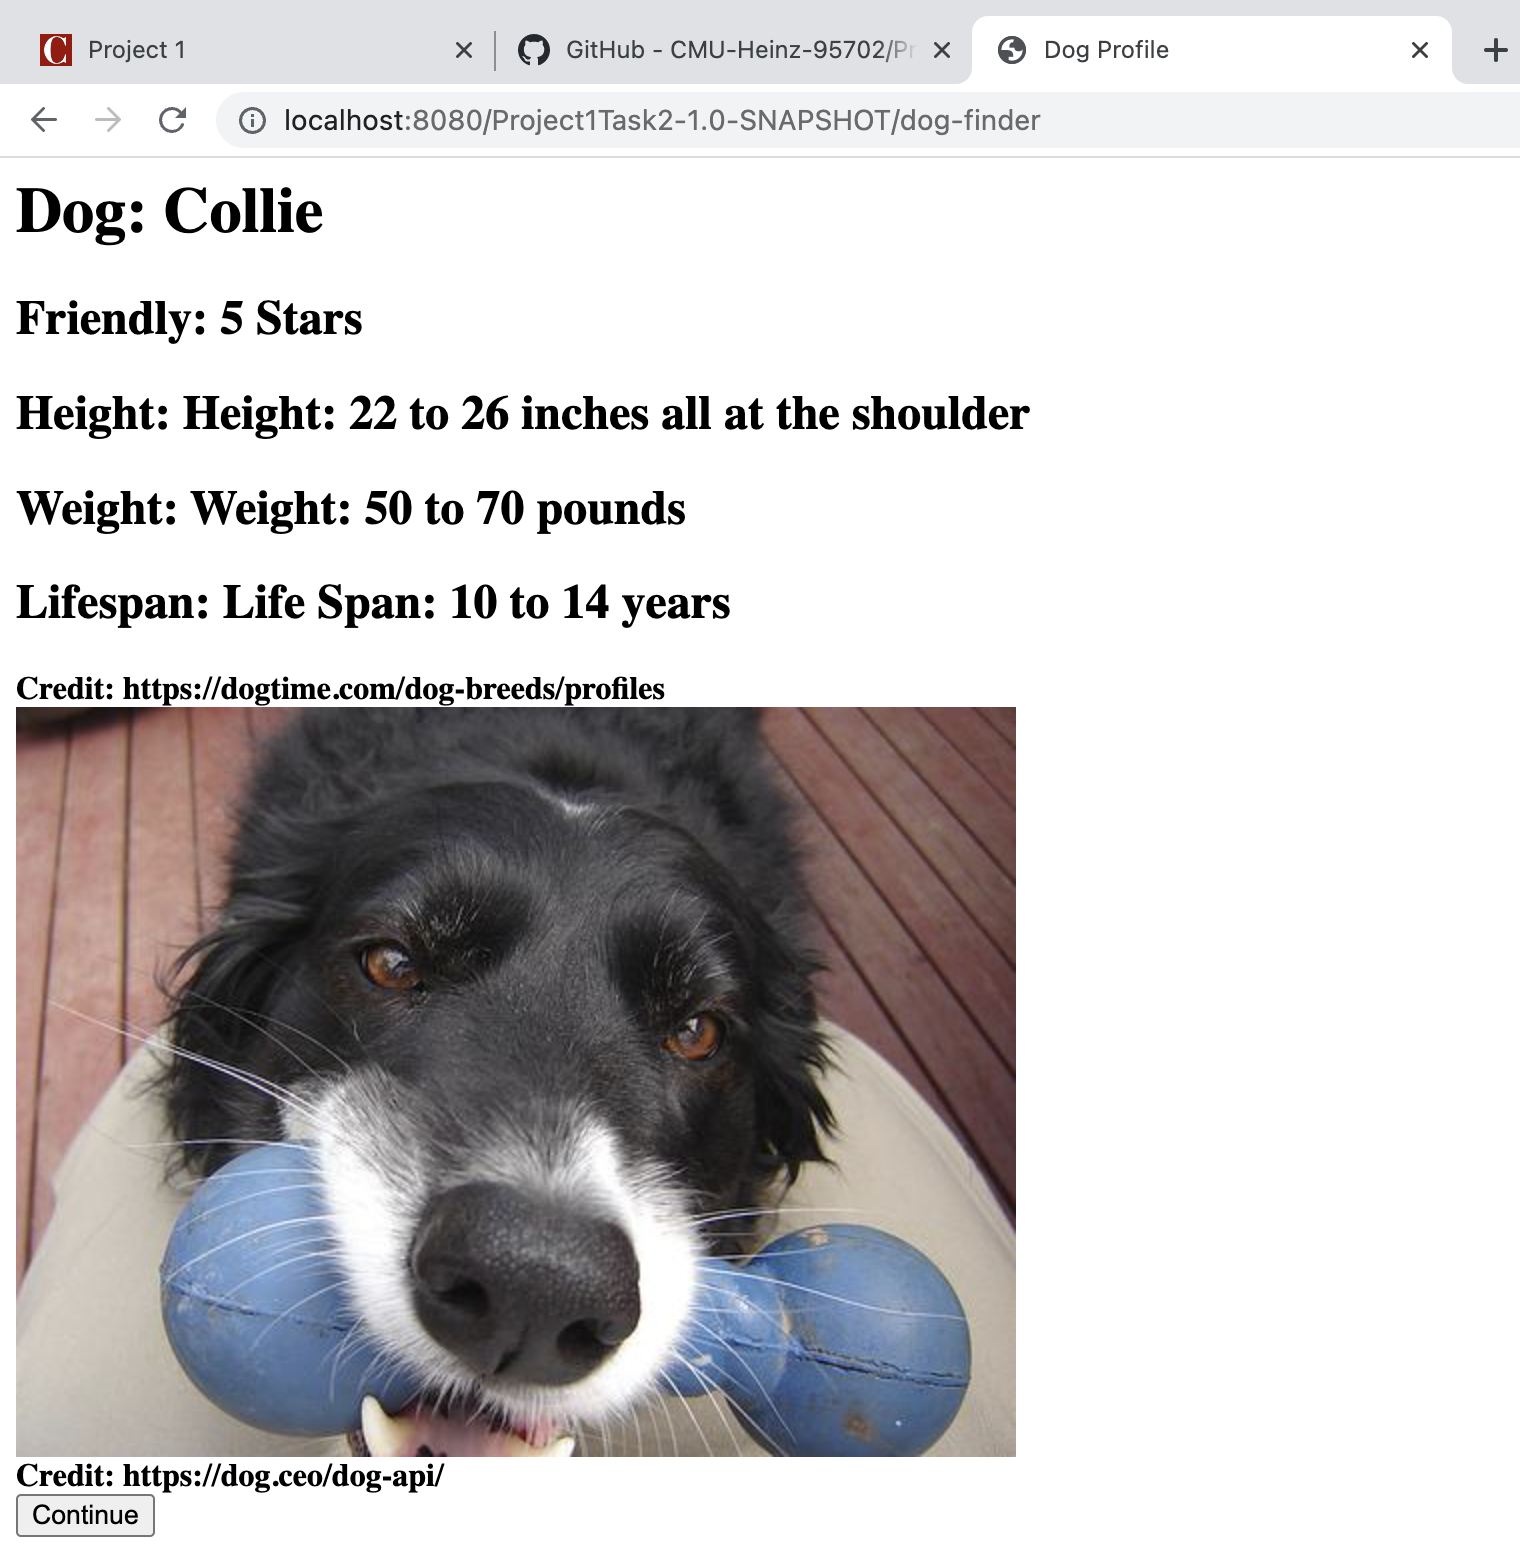 Project 1
GitHub - CMU-Heinz-95702/Pr
Dog Profile
localhost:8080/Project1Task2-1.0-SNAPSHOT/dog-finder
Dog: Collie
Friendly: 5 Stars
Height: Height: 22 to 26 inches all at the shoulder
Weight: Weight: 50 to 70 pounds
Lifespan: Life Span: 10 to 14 years
Credit: https://dogtime.com/dog-breeds/profiles
Credit: https://dog.ceo/dog-api/
Continue